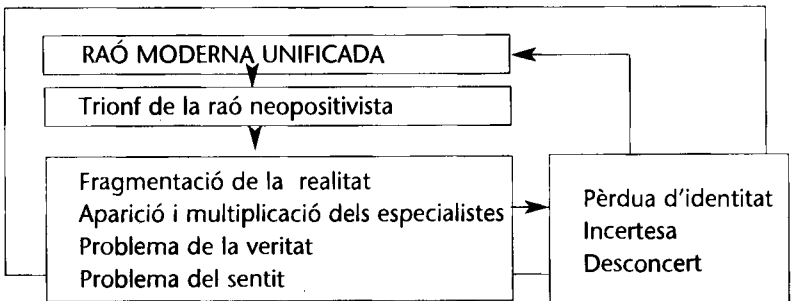 RAÓ MODERNA UNIFICADA
Trionf de la raó neopositivista
Fragmentació de la realitat
Aparició i multiplicació dels especialistes
Problema de la veritat
Problema del sentit
Pèrdua d'identitat
Incertesa
Desconcert